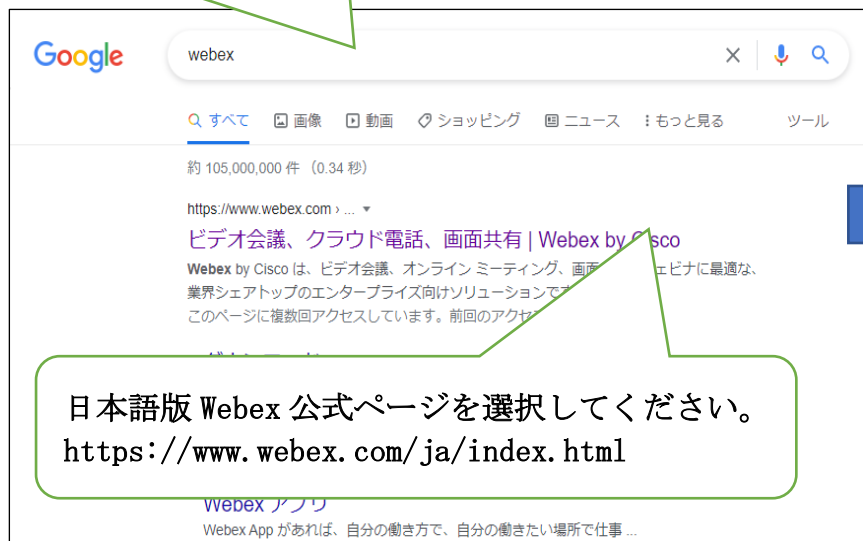 Google
webex
すべて 画像 動画 ショッピング ニュース もっと見る ツール
約 105,000,000 件 （0.34 秒）
https://www.webex.com › ...
ビデオ会議、クラウド電話、画面共有 | Webex by Cisco
Webex by Cisco は、ビデオ会議、オンライン ミーティング、画面 ェビナに最適な、
業界シェアトップのエンタープライズ向けソリューションです
このページに複数回アクセスしています。前回のアクセ
日本語版 Webex 公式ページを選択してください。
https://www.webex.com/ja/index.html
Webex アプリ
Webex App があれば、自分の働き方で、自分の働きたい場所で仕事 ...